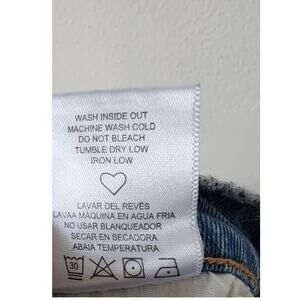 WASH INSIDE OUT
MACHINE WASH COLD
DO NOT BLEACH
TUMBLE DRY LOW
IRON LOW
LAVAR DEL REVÉS
LAVAA MAQUINA EN AGUA FRIA
NO USAR BLANQUEADOR
SECAR EN SECADORA
ABAIA TEMPERATURA
30